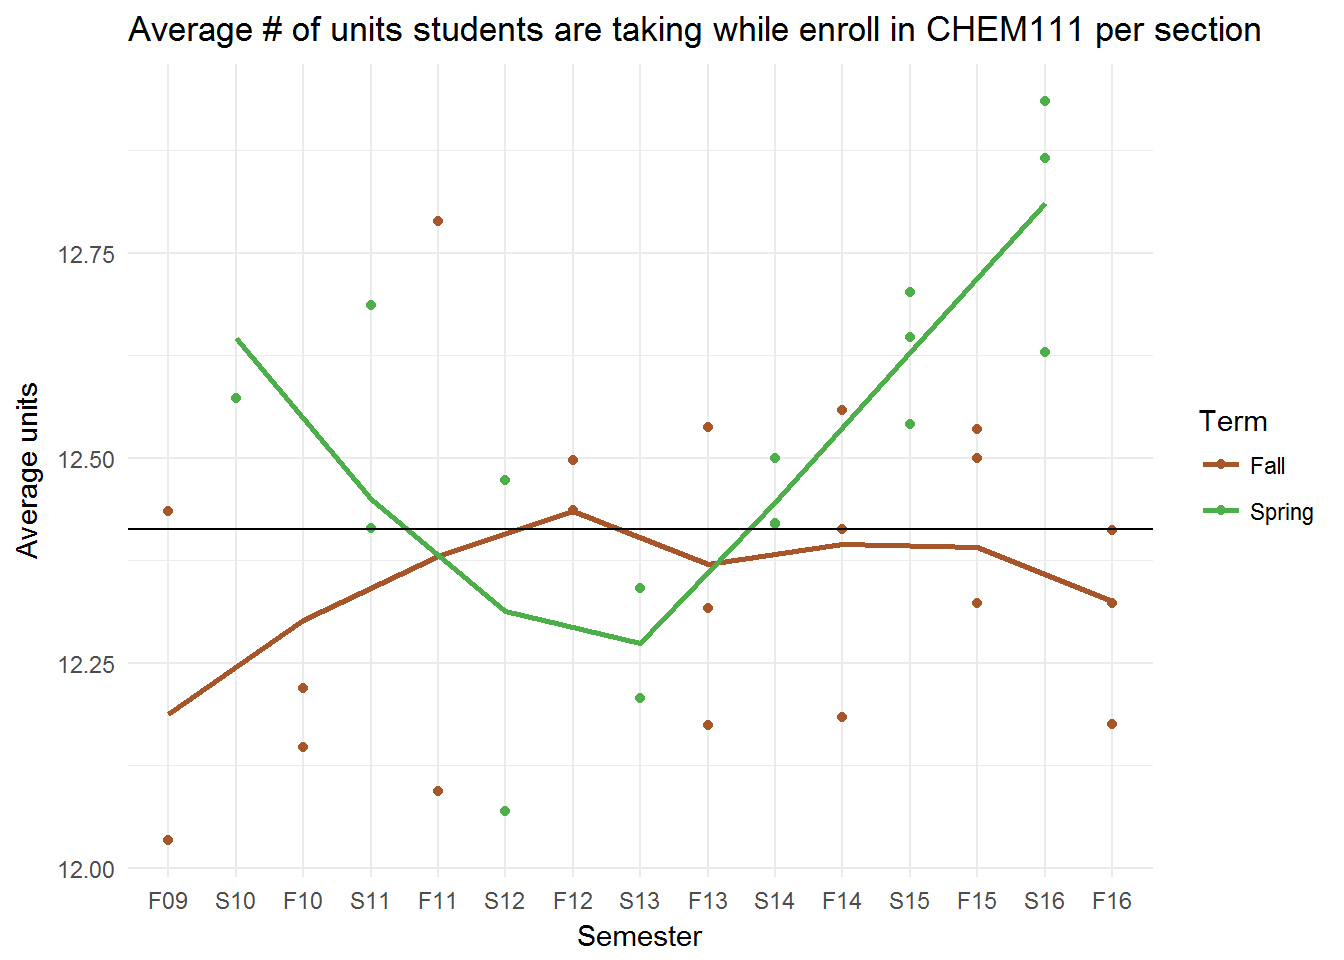 Average # of units students are taking while enroll in CHEM111 per section
Average units
12.75
12.50
12.25
12.00
F09 S10 F10 S11 F11 S12 F12 S13 F13 S14 F14 S15 F15 S16 F16
Semester
Term
Fall
Spring